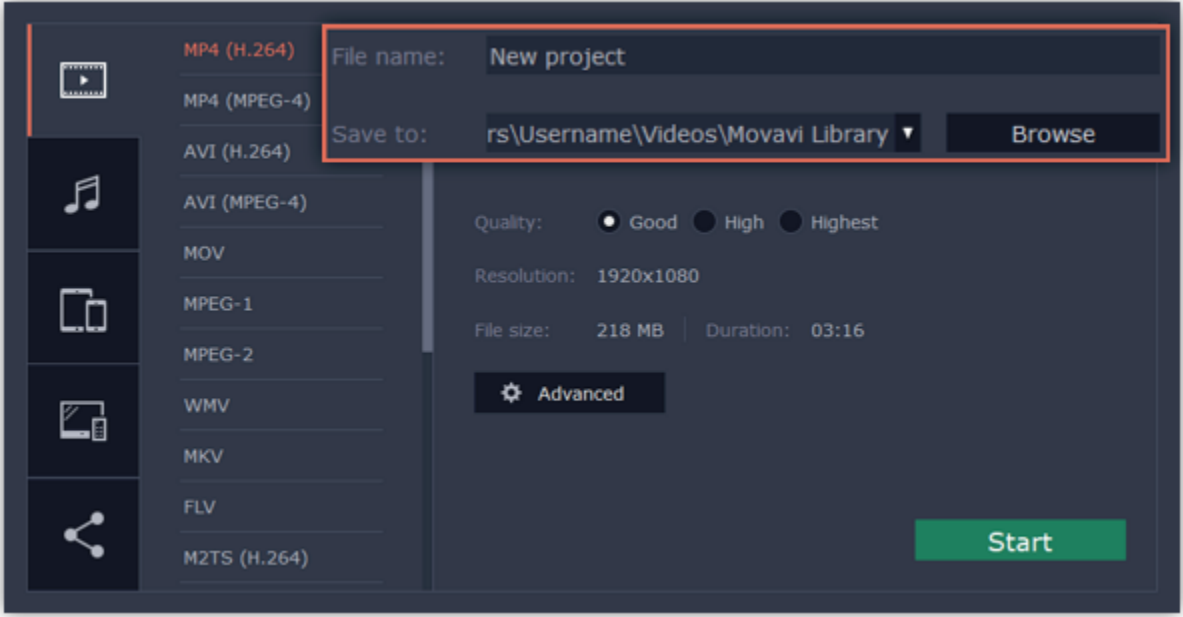 MP4 (H.264)
MP4 (MPEG-4)
AVI (H.264)
AVI (MPEG-4)
MOV
MPEG-1
MPEG-2
WMV
MKV
FLV
M2TS (H.264)
File name: New project
Save to: rs\Username\Videos\Movavi Library Browse
Quality: Good High Highest
Resolution: 1920x1080
File size: 218 MB Duration: 03:16
Advanced
Start